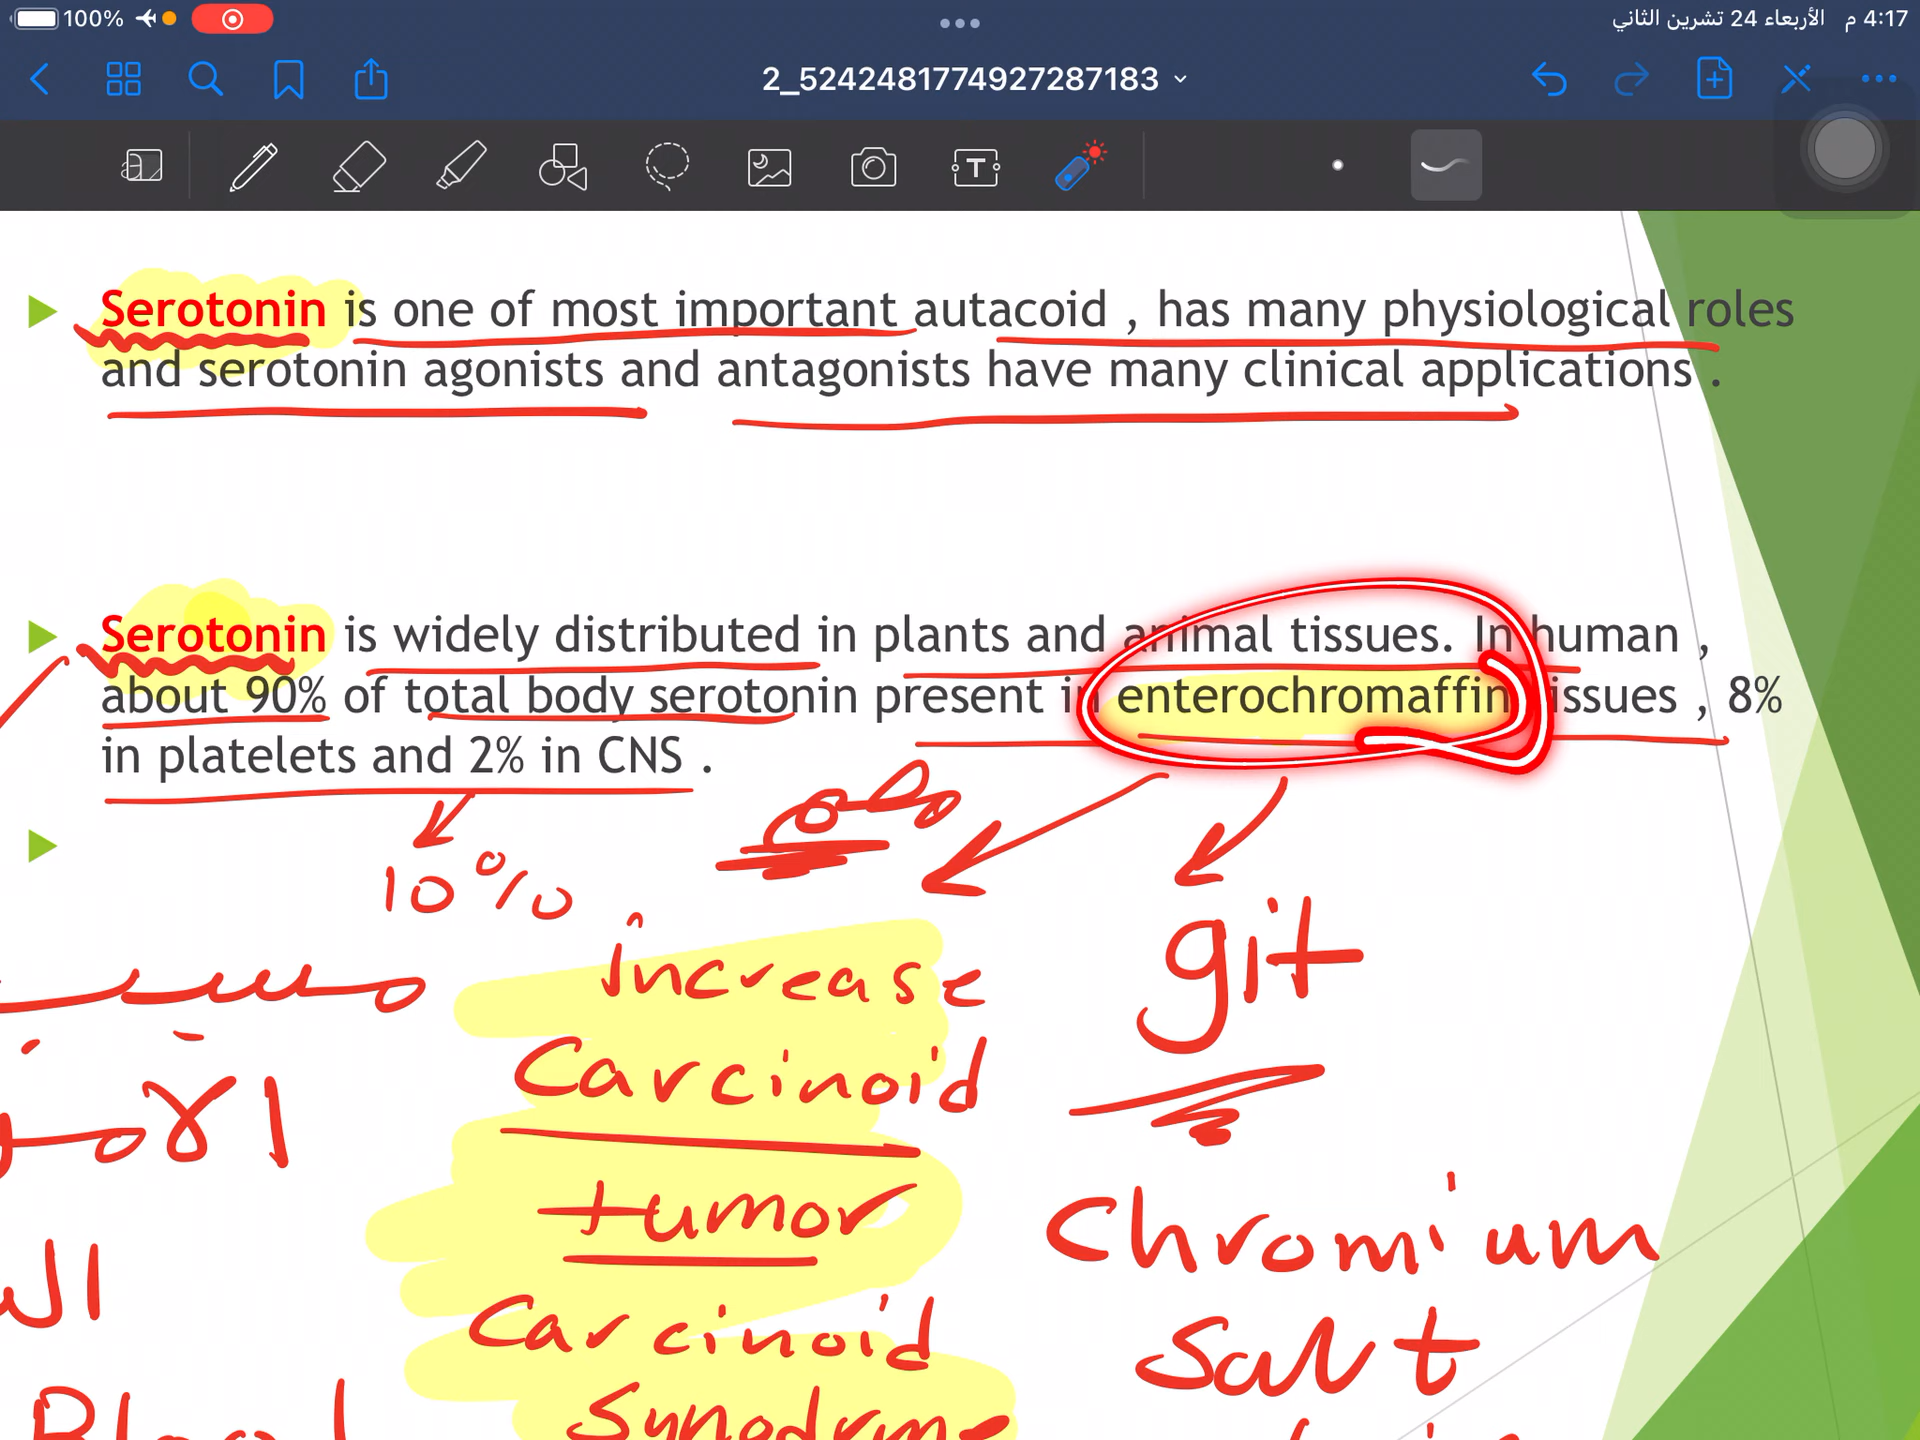 100%
4:17 م  الأربعاء 24 تشرين الثاني
2_5242481774927287183
Serotonin is one of most important autacoid , has many physiological roles
and serotonin agonists and antagonists have many clinical applications .
Serotonin is widely distributed in plants and animal tissues. In human ,
about 90% of total body serotonin present in enterochromaffin tissues , 8%
in platelets and 2% in CNS .
10%
increase
Carcinoid
tumor
Carcinoid
Syndrome
git
Chromium
Salt
Blood